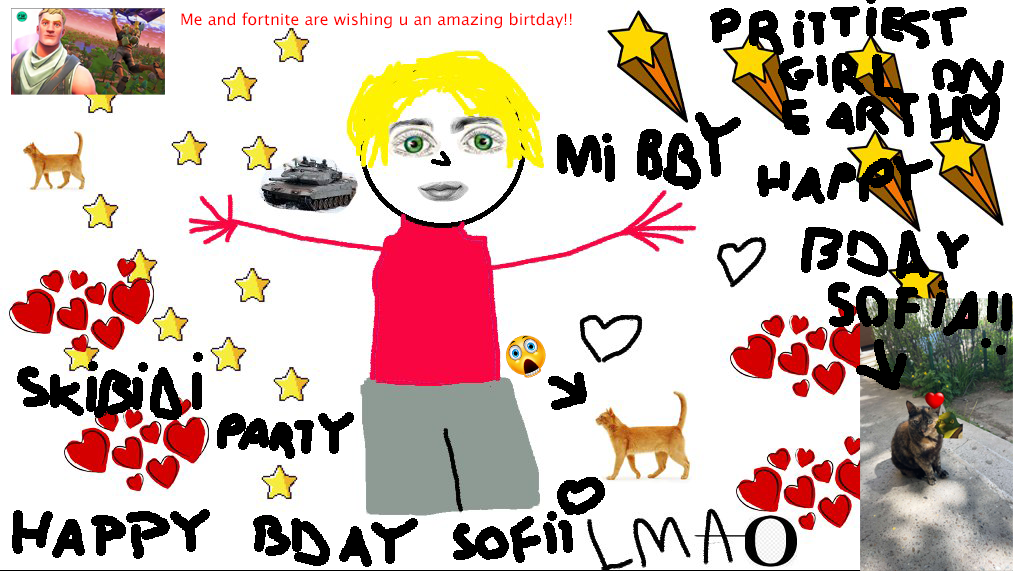 Me and fortnite are wishing u an amazing birtday!!
PRiTTiEST
GiRL ON
EARTH
Mi BBY
HAPPY
BDAY
SOFiA!!
SKiBiDi
PARTY
HAPPY BDAY SOFii
LMAO